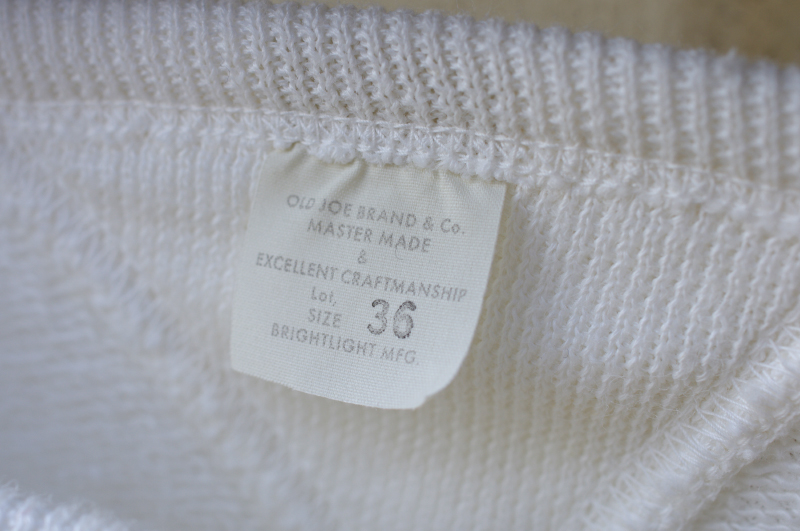 OLD JOE BRAND & Co.
MASTER MADE
&
EXCELLENT CRAFTMANSHIP
Lot,
SIZE 36
BRIGHTLIGHT MFG.